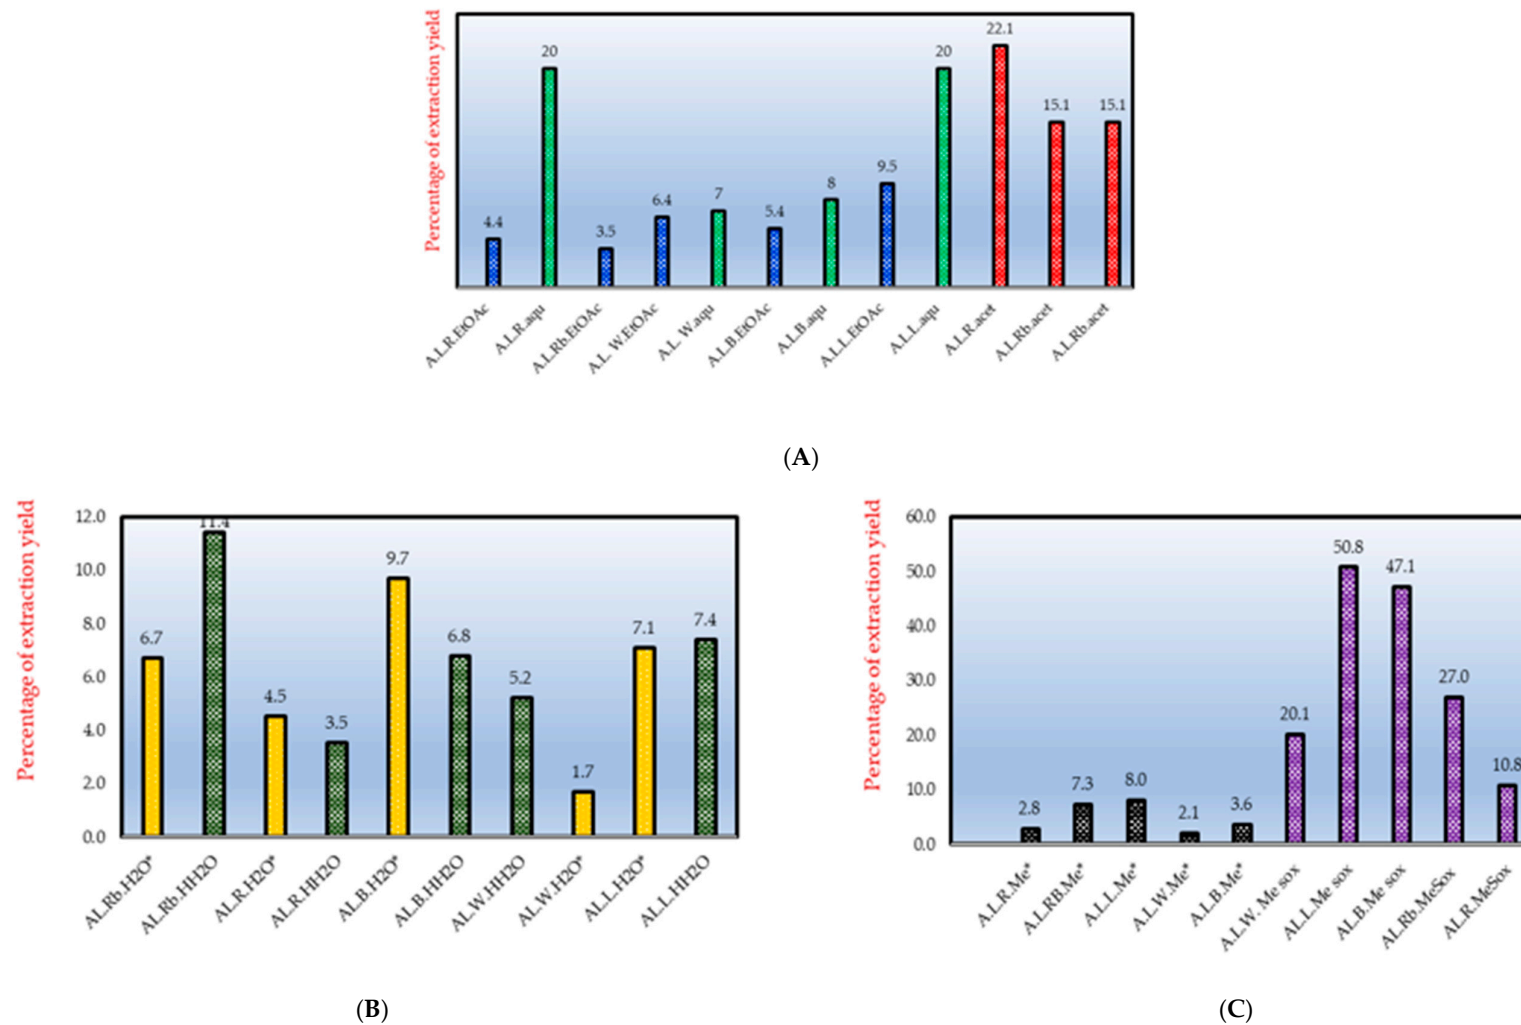 Percentage of extraction yield
4.4
20
3.5
6.4
7
5.4
8
9.5
20
22.1
15.1
15.1
A.L.R.EtOAc
A.L.R.aqu
A.L.Rb.EtOAc
A.L. W.EtOAc
A.L. W.aqu
A.L.B.EtOAc
A.L.B.aqu
A.L.L.EtOAc
A.L.L.aqu
A.L.R.acet
A.L.Rb.acet
A.L.Rb.acet
(A)
Percentage of extraction yield
12.0
10.0
8.0
6.0
4.0
2.0
0.0
6.7
11.4
4.5
3.5
9.7
6.8
5.2
1.7
7.1
7.4
AL.Rb.H2O*
AL.Rb.HH2O
AL.R.H2O*
AL.R.HH2O
AL.B.H2O*
AL.B.HH2O
AL.W.HH2O
AL.W.H2O*
AL.L.H2O*
AL.L.HH2O
(B)
Percentage of extraction yield
60.0
50.0
40.0
30.0
20.0
10.0
0.0
2.8
7.3
8.0
2.1
3.6
20.1
50.8
47.1
27.0
10.8
A.L.R.Me*
A.L.RB.Me*
A.L.L.Me*
A.L.W.Me*
A.L.B.Me*
A.L.W. Me sox
AL.L.Me sox
AL.B.Me sox
AL.Rb.MeSox
AL.R.MeSox
(C)